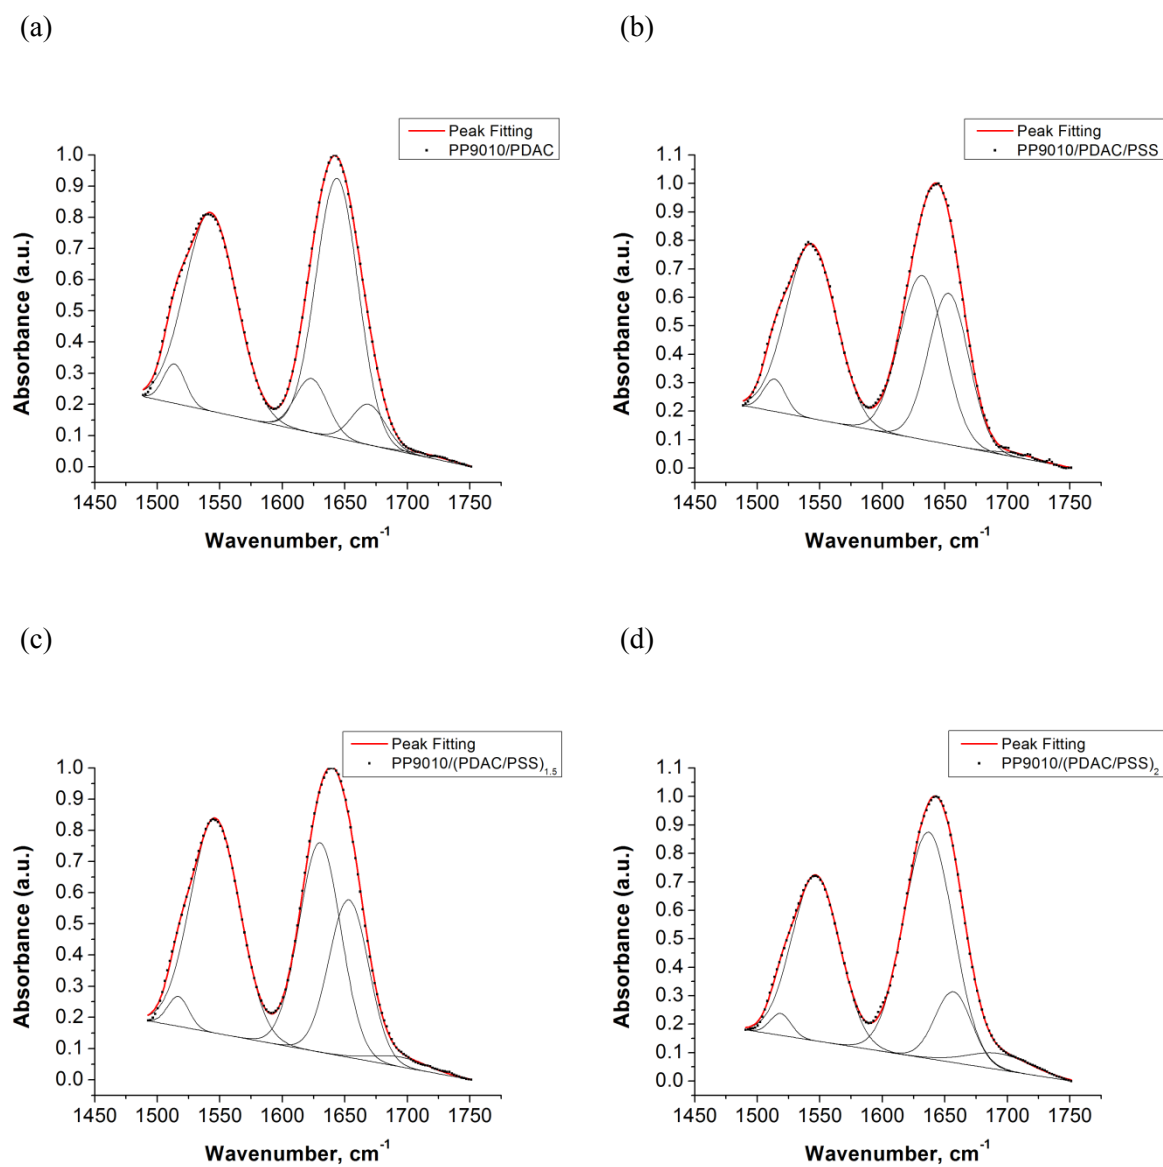 (a)
Peak Fitting
PP9010/PDAC
1.0
0.9
0.8
0.7
0.6
0.5
0.4
0.3
0.2
0.1
0.0
Absorbance (a.u.)
1450 1500 1550 1600 1650 1700 1750
Wavenumber, cm⁻¹
(b)
Peak Fitting
PP9010/PDAC/PSS
1.1
1.0
0.9
0.8
0.7
0.6
0.5
0.4
0.3
0.2
0.1
0.0
Absorbance (a.u.)
1450 1500 1550 1600 1650 1700 1750
Wavenumber, cm⁻¹
(c)
Peak Fitting
PP9010/(PDAC/PSS)₁.₅
1.0
0.9
0.8
0.7
0.6
0.5
0.4
0.3
0.2
0.1
0.0
Absorbance (a.u.)
1450 1500 1550 1600 1650 1700 1750
Wavenumber, cm⁻¹
(d)
Peak Fitting
PP9010/(PDAC/PSS)₂
1.1
1.0
0.9
0.8
0.7
0.6
0.5
0.4
0.3
0.2
0.1
0.0
Absorbance (a.u.)
1450 1500 1550 1600 1650 1700 1750
Wavenumber, cm⁻¹